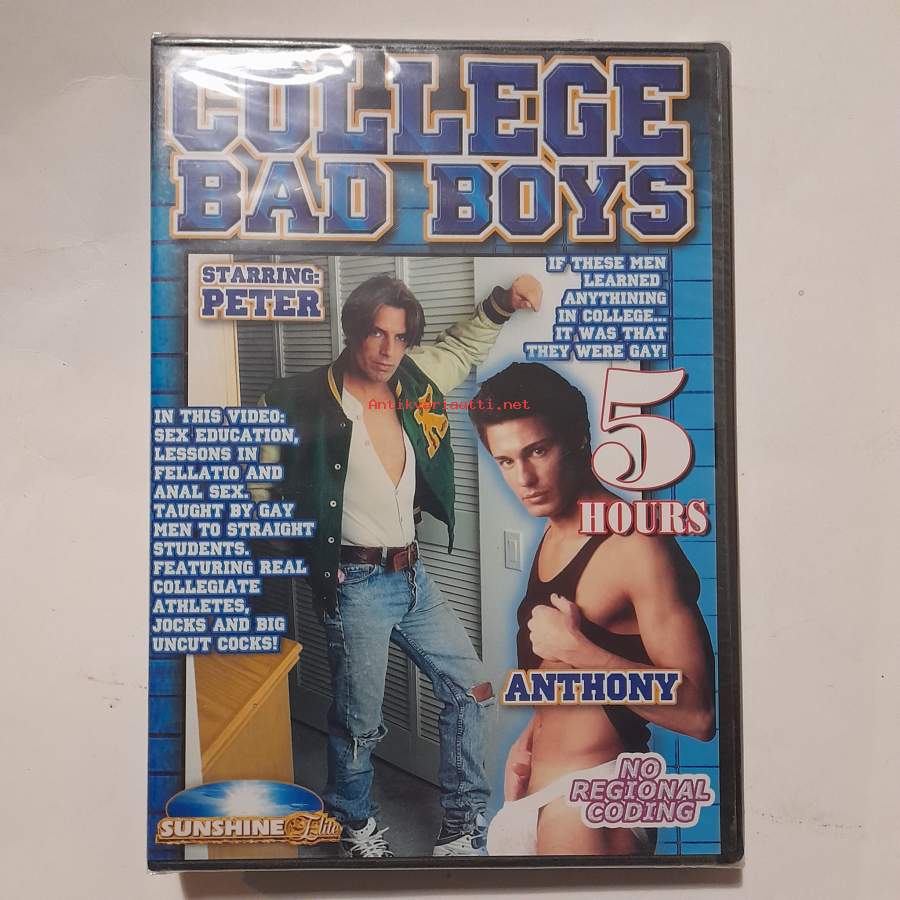 COLLEGE
BAD BOYS
STARRING:
PETER
IF THESE MEN
LEARNED
ANYTHINING
IN COLLEGE...
IT WAS THAT
THEY WERE GAY!
Antikvariaatti.net
5
HOURS
IN THIS VIDEO:
SEX EDUCATION,
LESSONS IN
FELLATIO AND
ANAL SEX.
TAUGHT BY GAY
MEN TO STRAIGHT
STUDENTS.
FEATURING REAL
COLLEGIATE
ATHLETES,
JOCKS AND BIG
UNCUT COCKS!
ANTHONY
NO
REGIONAL
CODING
SUNSHINE Elite